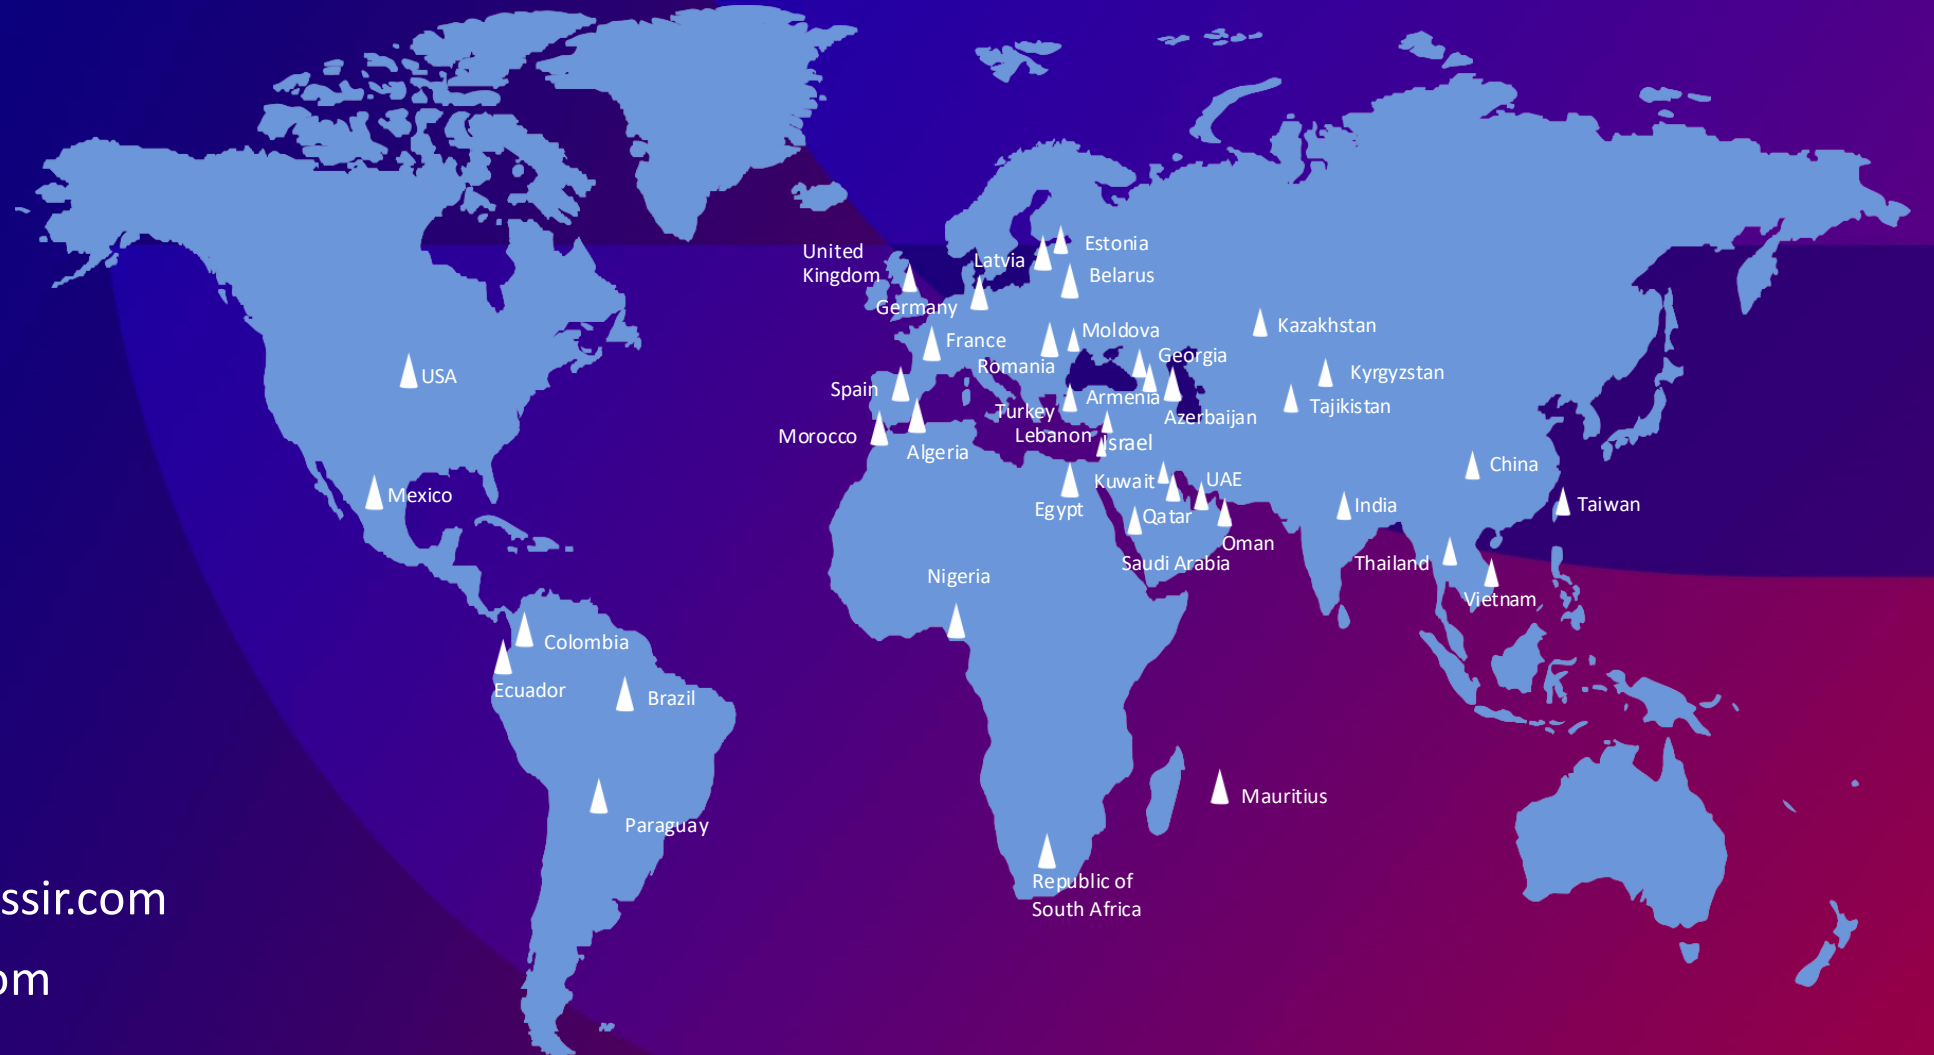 Estonia
United
Kingdom
Latvia
Belarus
Germany
Kazakhstan
Moldova
France
Georgia
Romania
Kyrgyzstan
USA
Spain
Armenia
Tajikistan
Turkey
Azerbaijan
Morocco
Lebanon
Israel
Algeria
China
UAE
Kuwait
Mexico
India
Taiwan
Egypt
Qatar
Oman
Saudi Arabia
Thailand
Nigeria
Vietnam
Colombia
Ecuador
Brazil
Mauritius
Paraguay
Republic of
South Africa
ssir.com
om